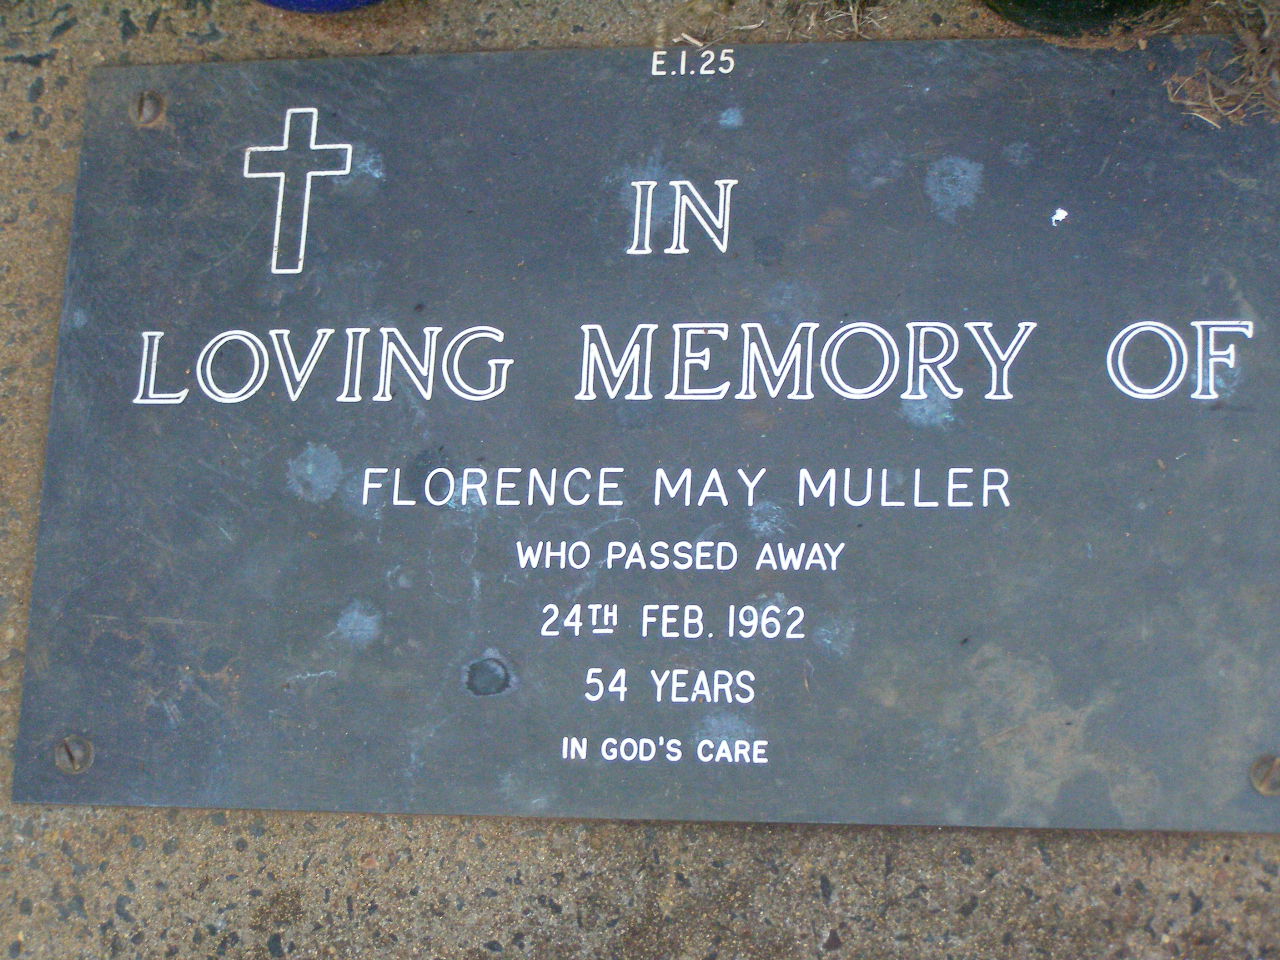 E.I.25
IN
LOVING MEMORY OF
FLORENCE MAY MULLER
WHO PASSED AWAY
24TH FEB. 1962
54 YEARS
IN GOD'S CARE